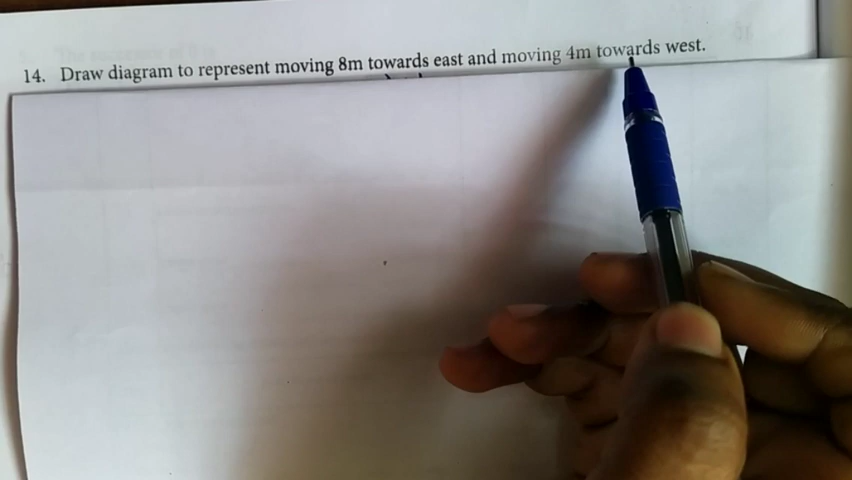 14. Draw diagram to represent moving 8m towards east and moving 4m towards west.